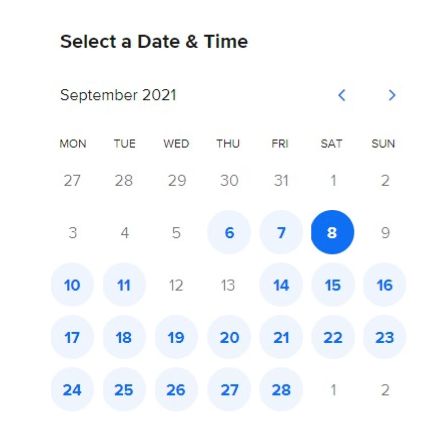 Select a Date & Time
September 2021
MON TUE WED THU FRI SAT SUN
27 28 29 30 31 1 2
3 4 5 6 7 8 9
10 11 12 13 14 15 16
17 18 19 20 21 22 23
24 25 26 27 28 1 2